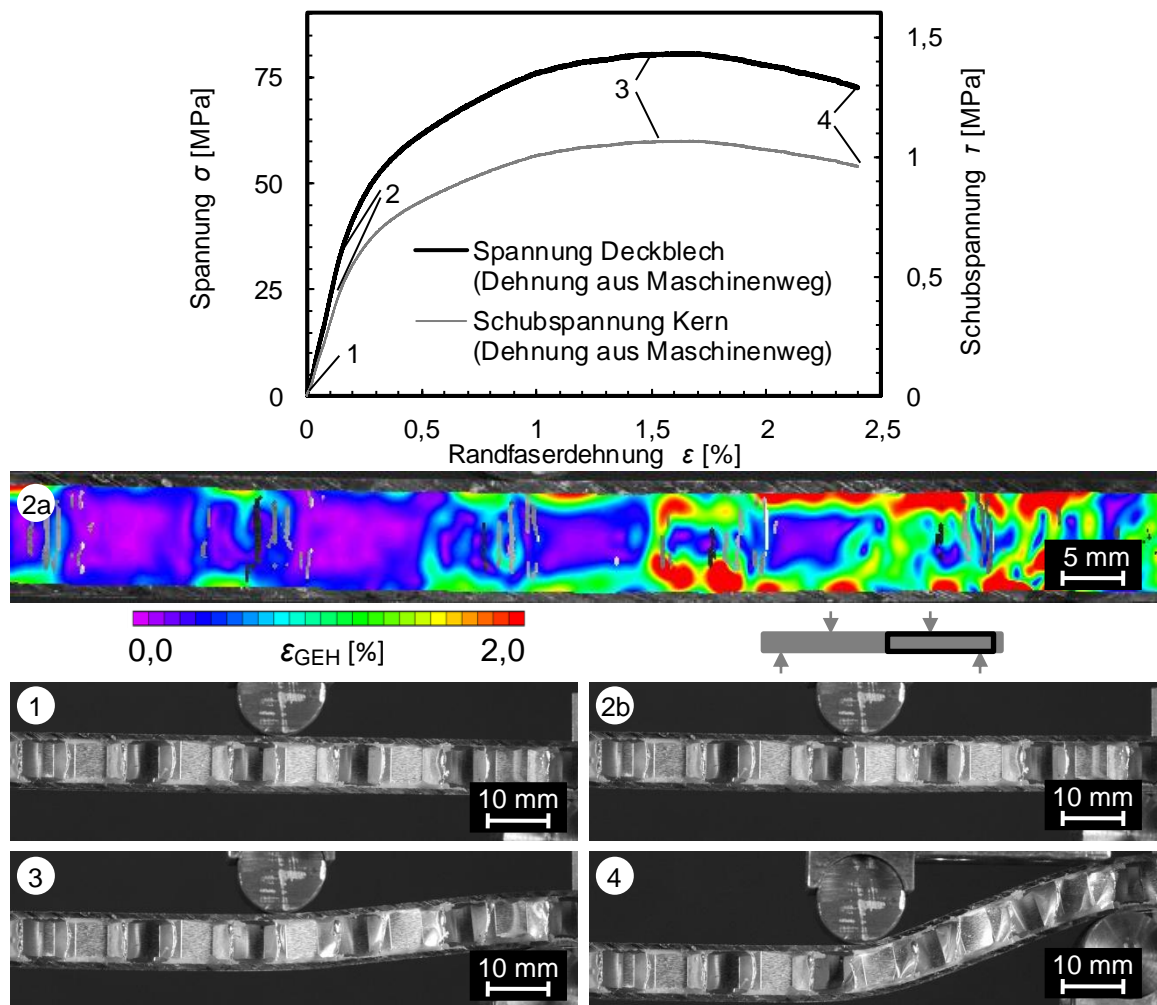 Spannung σ [MPa]
75
50
25
0
1,5
1
0,5
0
Schubspannung τ [MPa]
3
4
2
1
Spannung Deckblech
(Dehnung aus Maschinenweg)
Schubspannung Kern
(Dehnung aus Maschinenweg)
0 0,5 1 1,5 2 2,5
Randfaserdehnung ε [%]
2a
5 mm
0,0 εGEH [%] 2,0
1
10 mm
2b
10 mm
3
10 mm
4
10 mm